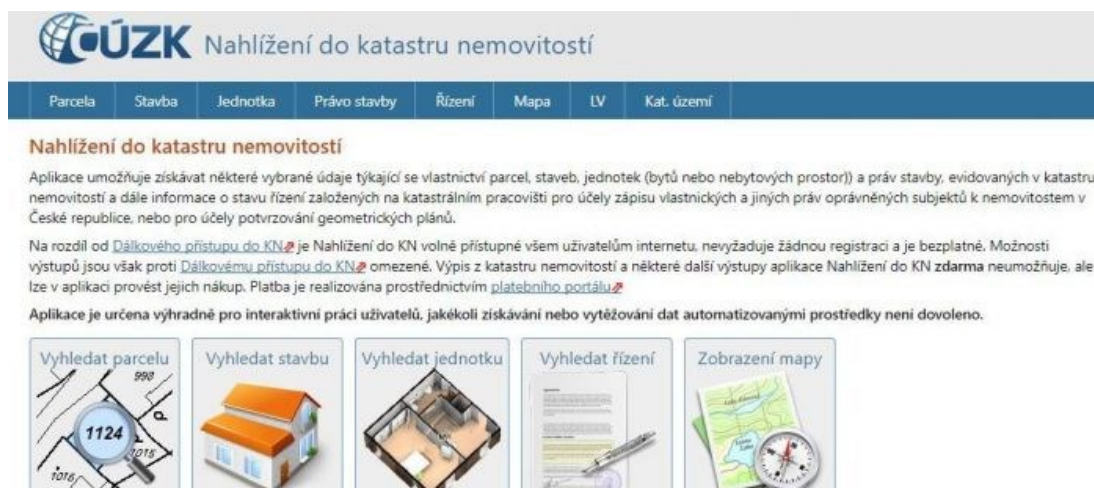 ČÚZK Nahlížení do katastru nemovitostí
Parcela Stavba Jednotka Právo stavby Řízení Mapa LV Kat. území
Nahlížení do katastru nemovitostí
Aplikace umožňuje získávat některé vybrané údaje týkající se vlastnictví parcel, staveb, jednotek (bytů nebo nebytových prostor)) a práv stavby, evidovaných v katastru
nemovitostí a dále informace o stavu řízení založených na katastrálním pracovišti pro účely zápisu vlastnických a jiných práv oprávněných subjektů k nemovitostem v
České republice, nebo pro účely potvrzování geometrických plánů.
Na rozdíl od Dálkového přístupu do KN je Nahlížení do KN volně přístupné všem uživatelům internetu, nevyžaduje žádnou registraci a je bezplatné. Možnosti
výstupů jsou však proti Dálkovému přístupu do KN omezené. Výpis z katastru nemovitostí a některé další výstupy aplikace Nahlížení do KN zdarma neumožňuje, ale
lze v aplikaci provést jejich nákup. Platba je realizována prostřednictvím platebního portálu
Aplikace je určena výhradně pro interaktivní práci uživatelů, jakékoli získávání nebo vytěžování dat automatizovanými prostředky není dovoleno.
Vyhledat parcelu Vyhledat stavbu Vyhledat jednotku Vyhledat řízení Zobrazení mapy
998
1124
1015
1016